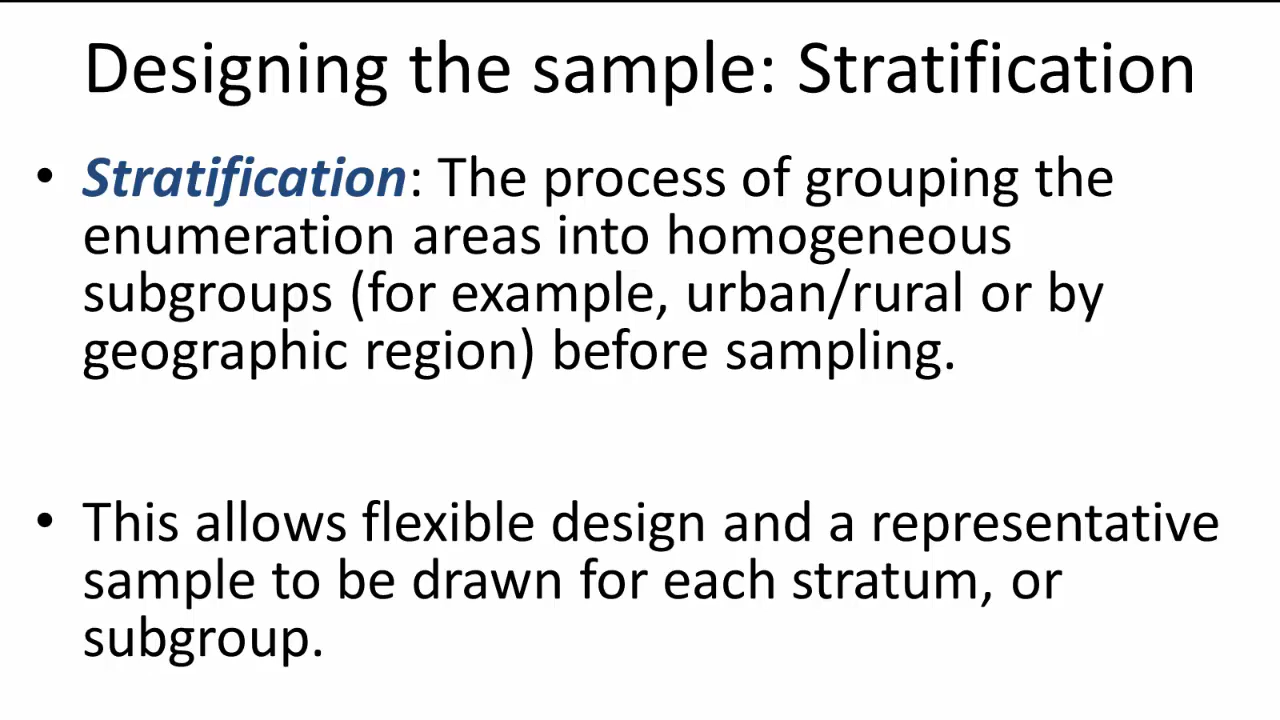 Designing the sample: Stratification
• Stratification: The process of grouping the
enumeration areas into homogeneous
subgroups (for example, urban/rural or by
geographic region) before sampling.
• This allows flexible design and a representative
sample to be drawn for each stratum, or
subgroup.